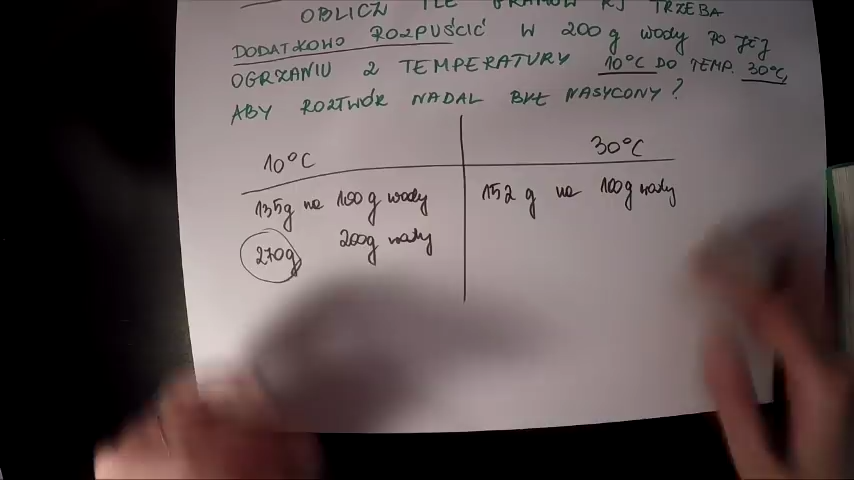 OBLICZ ILE GRAMÓW KJ TRZEBA
DODATKOWO ROZPUŚCIĆ W 200 g wody po jej
OGRZANIU Z TEMPERATURY 10°C DO TEMP. 30°C,
ABY ROZTWÓR NADAL BYŁ NASYCONY?
10°C
30°C
135g na 100g wody
152 g na 100g wody
270g 200g wody